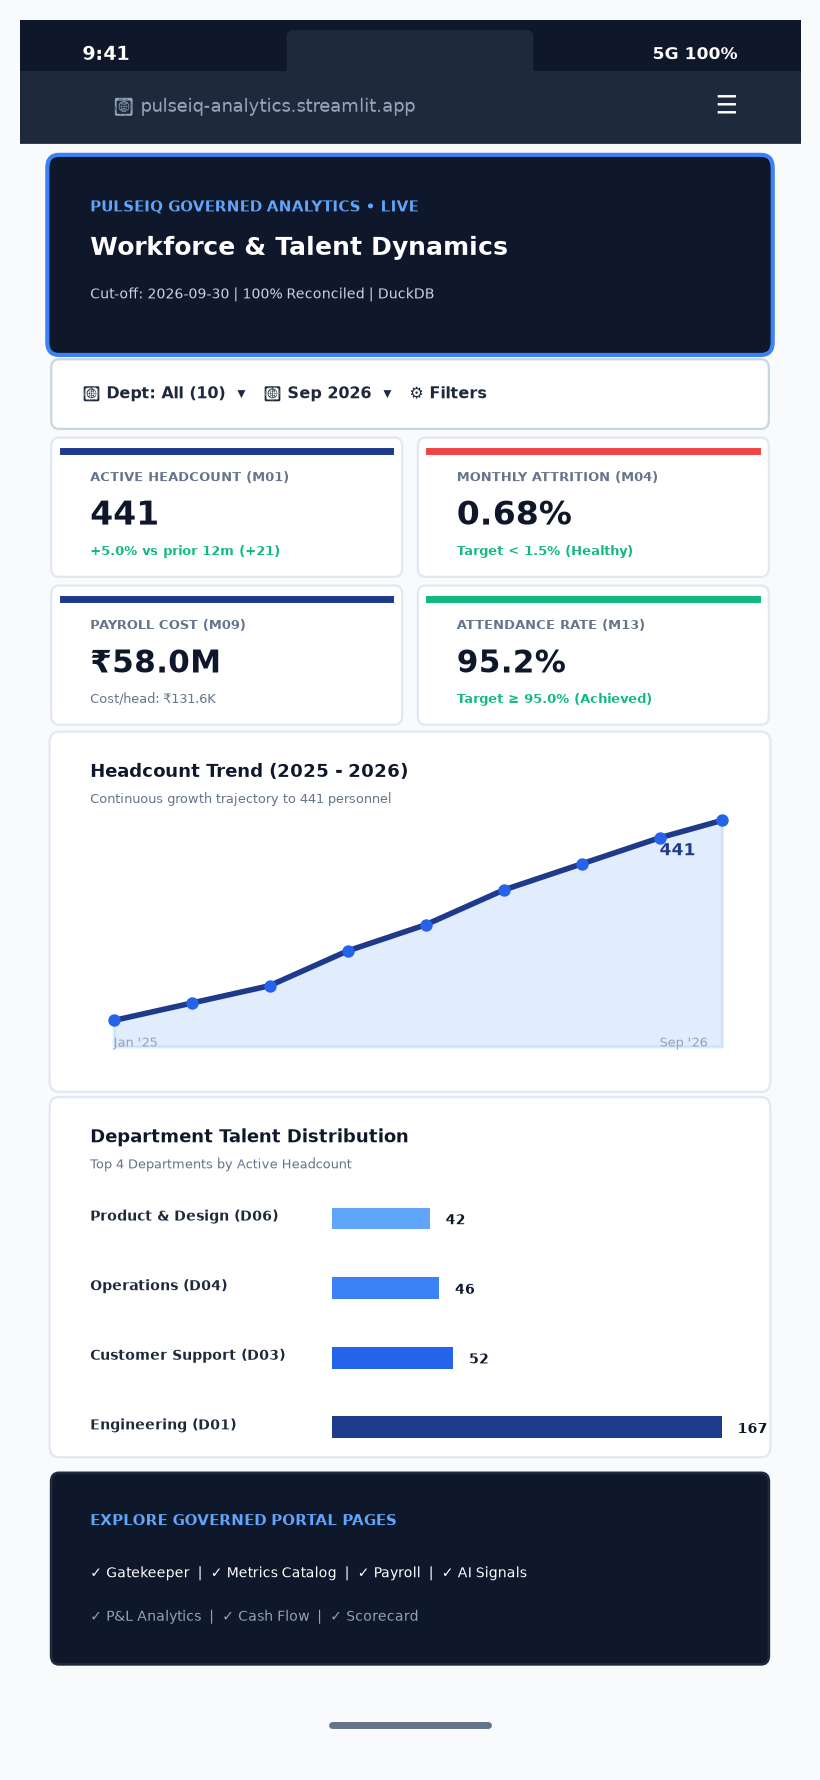 9:41
5G 100%
pulseiq-analytics.streamlit.app
☰
PULSEIQ GOVERNED ANALYTICS • LIVE
Workforce & Talent Dynamics
Cut-off: 2026-09-30 | 100% Reconciled | DuckDB
Dept: All (10) ▾ Sep 2026 ▾ ⚙ Filters
ACTIVE HEADCOUNT (M01)
441
+5.0% vs prior 12m (+21)
MONTHLY ATTRITION (M04)
0.68%
Target < 1.5% (Healthy)
PAYROLL COST (M09)
₹58.0M
Cost/head: ₹131.6K
ATTENDANCE RATE (M13)
95.2%
Target ≥ 95.0% (Achieved)
Headcount Trend (2025 - 2026)
Continuous growth trajectory to 441 personnel
441
Jan '25
Sep '26
Department Talent Distribution
Top 4 Departments by Active Headcount
Product & Design (D06) 42
Operations (D04) 46
Customer Support (D03) 52
Engineering (D01) 167
EXPLORE GOVERNED PORTAL PAGES
✓ Gatekeeper | ✓ Metrics Catalog | ✓ Payroll | ✓ AI Signals
✓ P&L Analytics | ✓ Cash Flow | ✓ Scorecard